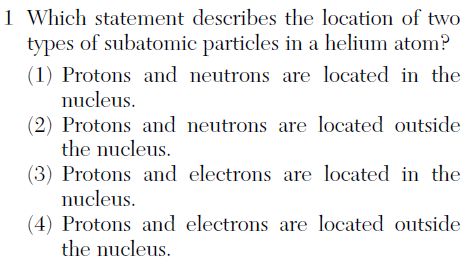 1 Which statement describes the location of two
types of subatomic particles in a helium atom?
(1) Protons and neutrons are located in the
nucleus.
(2) Protons and neutrons are located outside
the nucleus.
(3) Protons and electrons are located in the
nucleus.
(4) Protons and electrons are located outside
the nucleus.